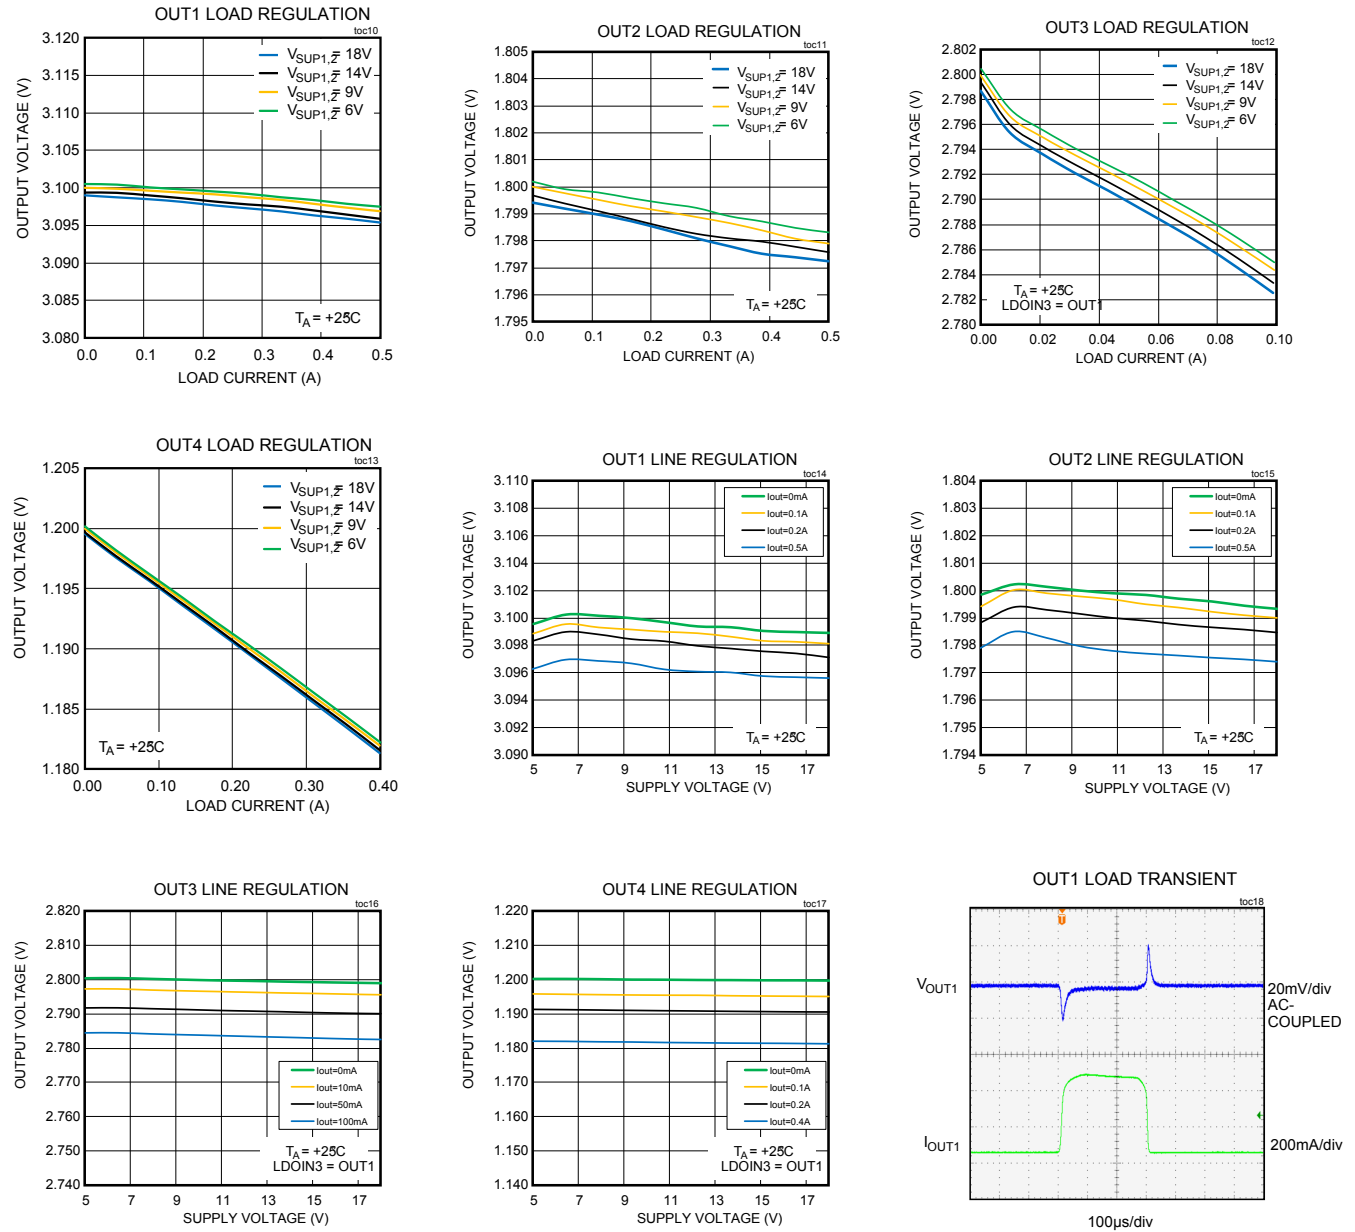 OUT1 LOAD REGULATION
toc10
3.120
3.115
3.110
3.105
3.100
3.095
3.090
3.085
3.080
OUTPUT VOLTAGE (V)
VSUP1,2= 18V
VSUP1,2= 14V
VSUP1,2= 9V
VSUP1,2= 6V
TA = +25°C
0.0 0.1 0.2 0.3 0.4 0.5
LOAD CURRENT (A)
OUT2 LOAD REGULATION
toc11
1.805
1.804
1.803
1.802
1.801
1.800
1.799
1.798
1.797
1.796
1.795
OUTPUT VOLTAGE (V)
VSUP1,2= 18V
VSUP1,2= 14V
VSUP1,2= 9V
VSUP1,2= 6V
TA = +25°C
0.0 0.1 0.2 0.3 0.4 0.5
LOAD CURRENT (A)
OUT3 LOAD REGULATION
toc12
2.802
2.800
2.798
2.796
2.794
2.792
2.790
2.788
2.786
2.784
2.782
2.780
OUTPUT VOLTAGE (V)
VSUP1,2= 18V
VSUP1,2= 14V
VSUP1,2= 9V
VSUP1,2= 6V
TA = +25°C
LDOIN3 = OUT1
0.00 0.02 0.04 0.06 0.08 0.10
LOAD CURRENT (A)
OUT4 LOAD REGULATION
toc13
1.205
1.200
1.195
1.190
1.185
1.180
OUTPUT VOLTAGE (V)
VSUP1,2= 18V
VSUP1,2= 14V
VSUP1,2= 9V
VSUP1,2= 6V
TA = +25°C
0.00 0.10 0.20 0.30 0.40
LOAD CURRENT (A)
OUT1 LINE REGULATION
toc14
3.110
3.108
3.106
3.104
3.102
3.100
3.098
3.096
3.094
3.092
3.090
OUTPUT VOLTAGE (V)
Iout=0mA
Iout=0.1A
Iout=0.2A
Iout=0.5A
TA = +25°C
5 7 9 11 13 15 17
SUPPLY VOLTAGE (V)
OUT2 LINE REGULATION
toc15
1.804
1.803
1.802
1.801
1.800
1.799
1.798
1.797
1.796
1.795
1.794
OUTPUT VOLTAGE (V)
Iout=0mA
Iout=0.1A
Iout=0.2A
Iout=0.5A
TA = +25°C
5 7 9 11 13 15 17
SUPPLY VOLTAGE (V)
OUT3 LINE REGULATION
toc16
2.820
2.810
2.800
2.790
2.780
2.770
2.760
2.750
2.740
OUTPUT VOLTAGE (V)
Iout=0mA
Iout=10mA
Iout=50mA
Iout=100mA
TA = +25°C
LDOIN3 = OUT1
5 7 9 11 13 15 17
SUPPLY VOLTAGE (V)
OUT4 LINE REGULATION
toc17
1.220
1.210
1.200
1.190
1.180
1.170
1.160
1.150
1.140
OUTPUT VOLTAGE (V)
Iout=0mA
Iout=0.1A
Iout=0.2A
Iout=0.4A
TA = +25°C
LDOIN3 = OUT1
5 7 9 11 13 15 17
SUPPLY VOLTAGE (V)
OUT1 LOAD TRANSIENT
toc18
VOUT1
20mV/div
AC-
COUPLED
IOUT1
200mA/div
100µs/div